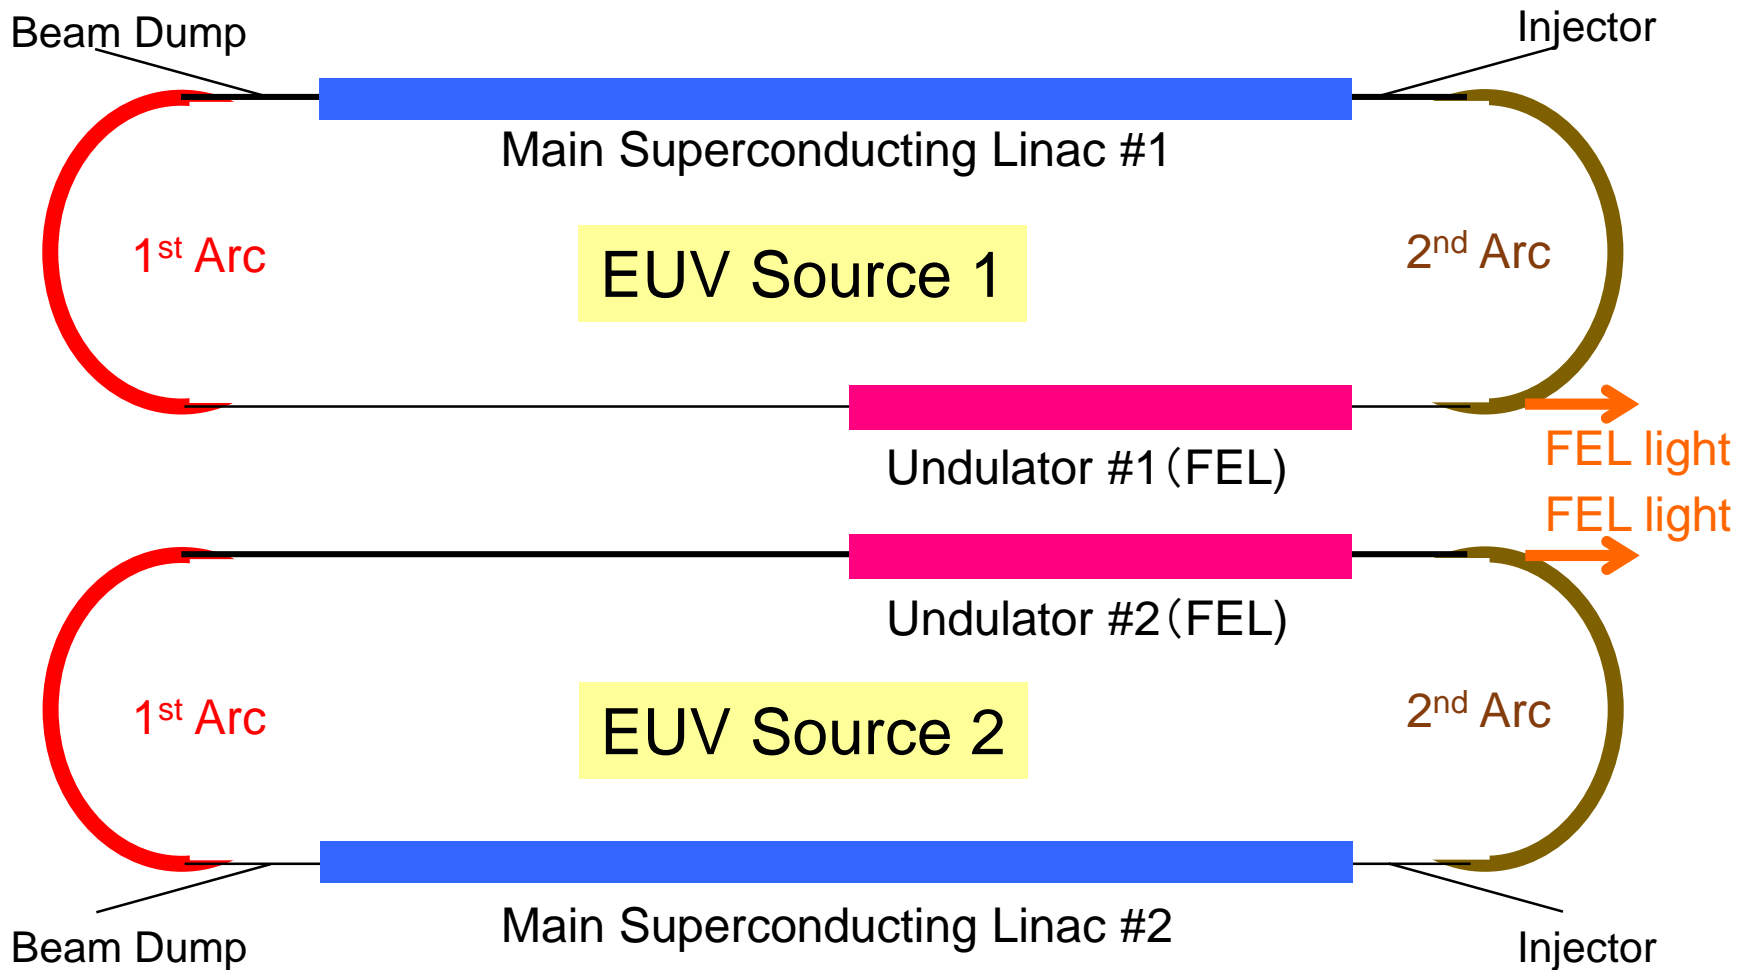 Beam Dump
Injector
Main Superconducting Linac #1
1st Arc
EUV Source 1
2nd Arc
FEL light
Undulator #1（FEL)
FEL light
Undulator #2（FEL)
1st Arc
EUV Source 2
2nd Arc
Main Superconducting Linac #2
Beam Dump
Injector